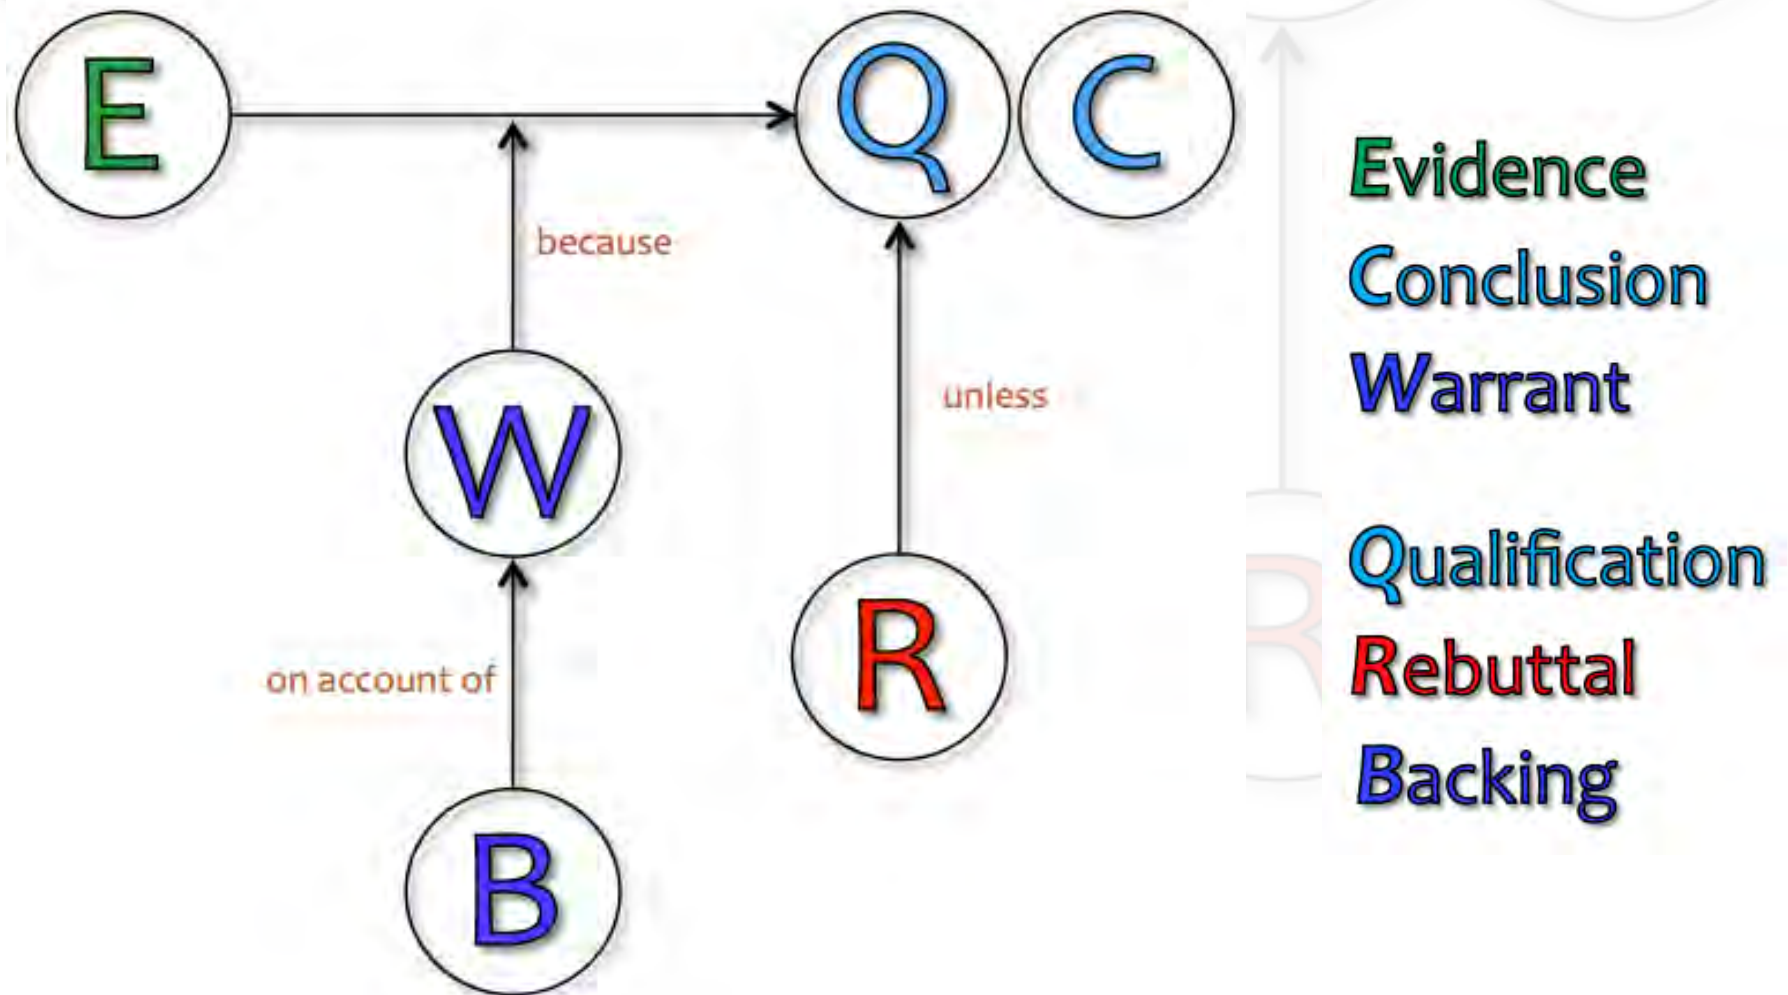 E
Q
C
because
W
unless
on account of
R
B
Evidence
Conclusion
Warrant
Qualification
Rebuttal
Backing
R